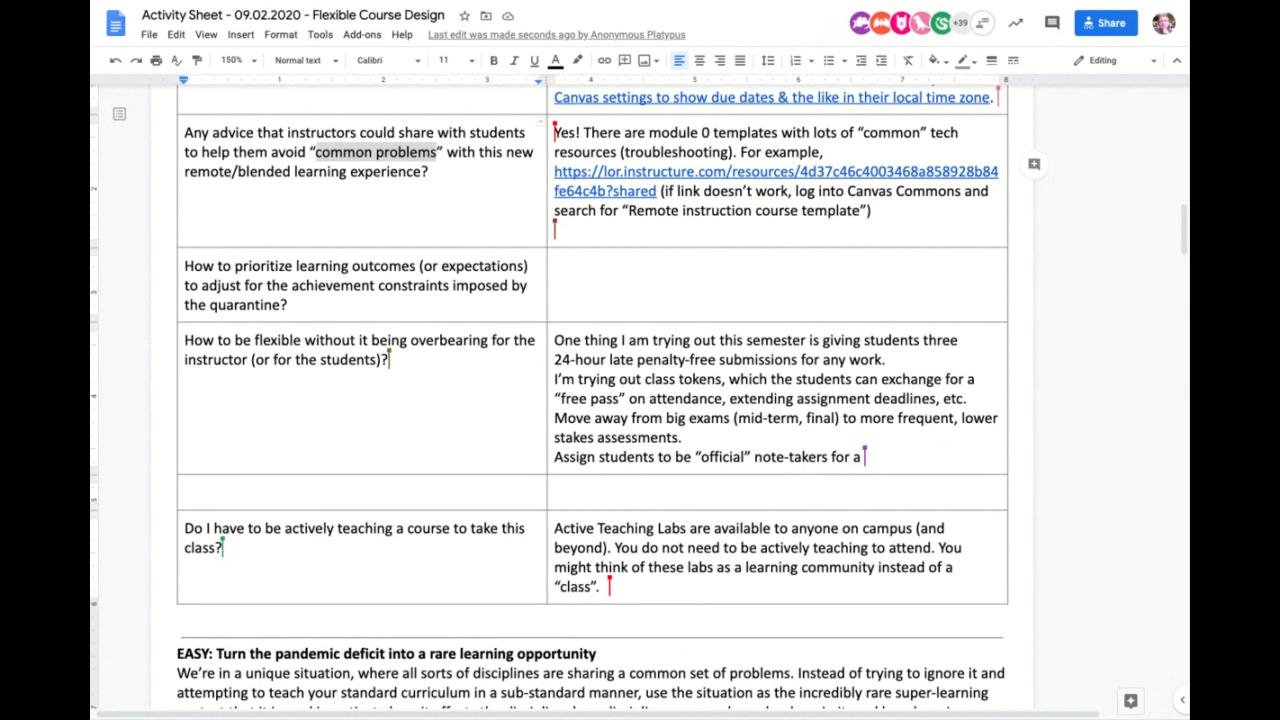 Activity Sheet - 09.02.2020 - Flexible Course Design
+39
Share
File Edit View Insert Format Tools Add-ons Help Last edit was made seconds ago by Anonymous Platypus
150% Normal text Calibri 11 B I U A Editing
1 2 3 4 5 6 7 8
Canvas settings to show due dates & the like in their local time zone.
Any advice that instructors could share with students
to help them avoid “common problems” with this new
remote/blended learning experience?
Yes! There are module 0 templates with lots of “common” tech
resources (troubleshooting). For example,
https://lor.instructure.com/resources/4d37c46c4003468a858928b84
fe64c4b?shared (if link doesn’t work, log into Canvas Commons and
search for “Remote instruction course template”)
How to prioritize learning outcomes (or expectations)
to adjust for the achievement constraints imposed by
the quarantine?
How to be flexible without it being overbearing for the
instructor (or for the students)?
One thing I am trying out this semester is giving students three
24-hour late penalty-free submissions for any work.
I’m trying out class tokens, which the students can exchange for a
“free pass” on attendance, extending assignment deadlines, etc.
Move away from big exams (mid-term, final) to more frequent, lower
stakes assessments.
Assign students to be “official” note-takers for a
Do I have to be actively teaching a course to take this
class?
Active Teaching Labs are available to anyone on campus (and
beyond). You do not need to be actively teaching to attend. You
might think of these labs as a learning community instead of a
“class”.
EASY: Turn the pandemic deficit into a rare learning opportunity
We’re in a unique situation, where all sorts of disciplines are sharing a common set of problems. Instead of trying to ignore it and
attempting to teach your standard curriculum in a sub-standard manner, use the situation as the incredibly rare super-learning